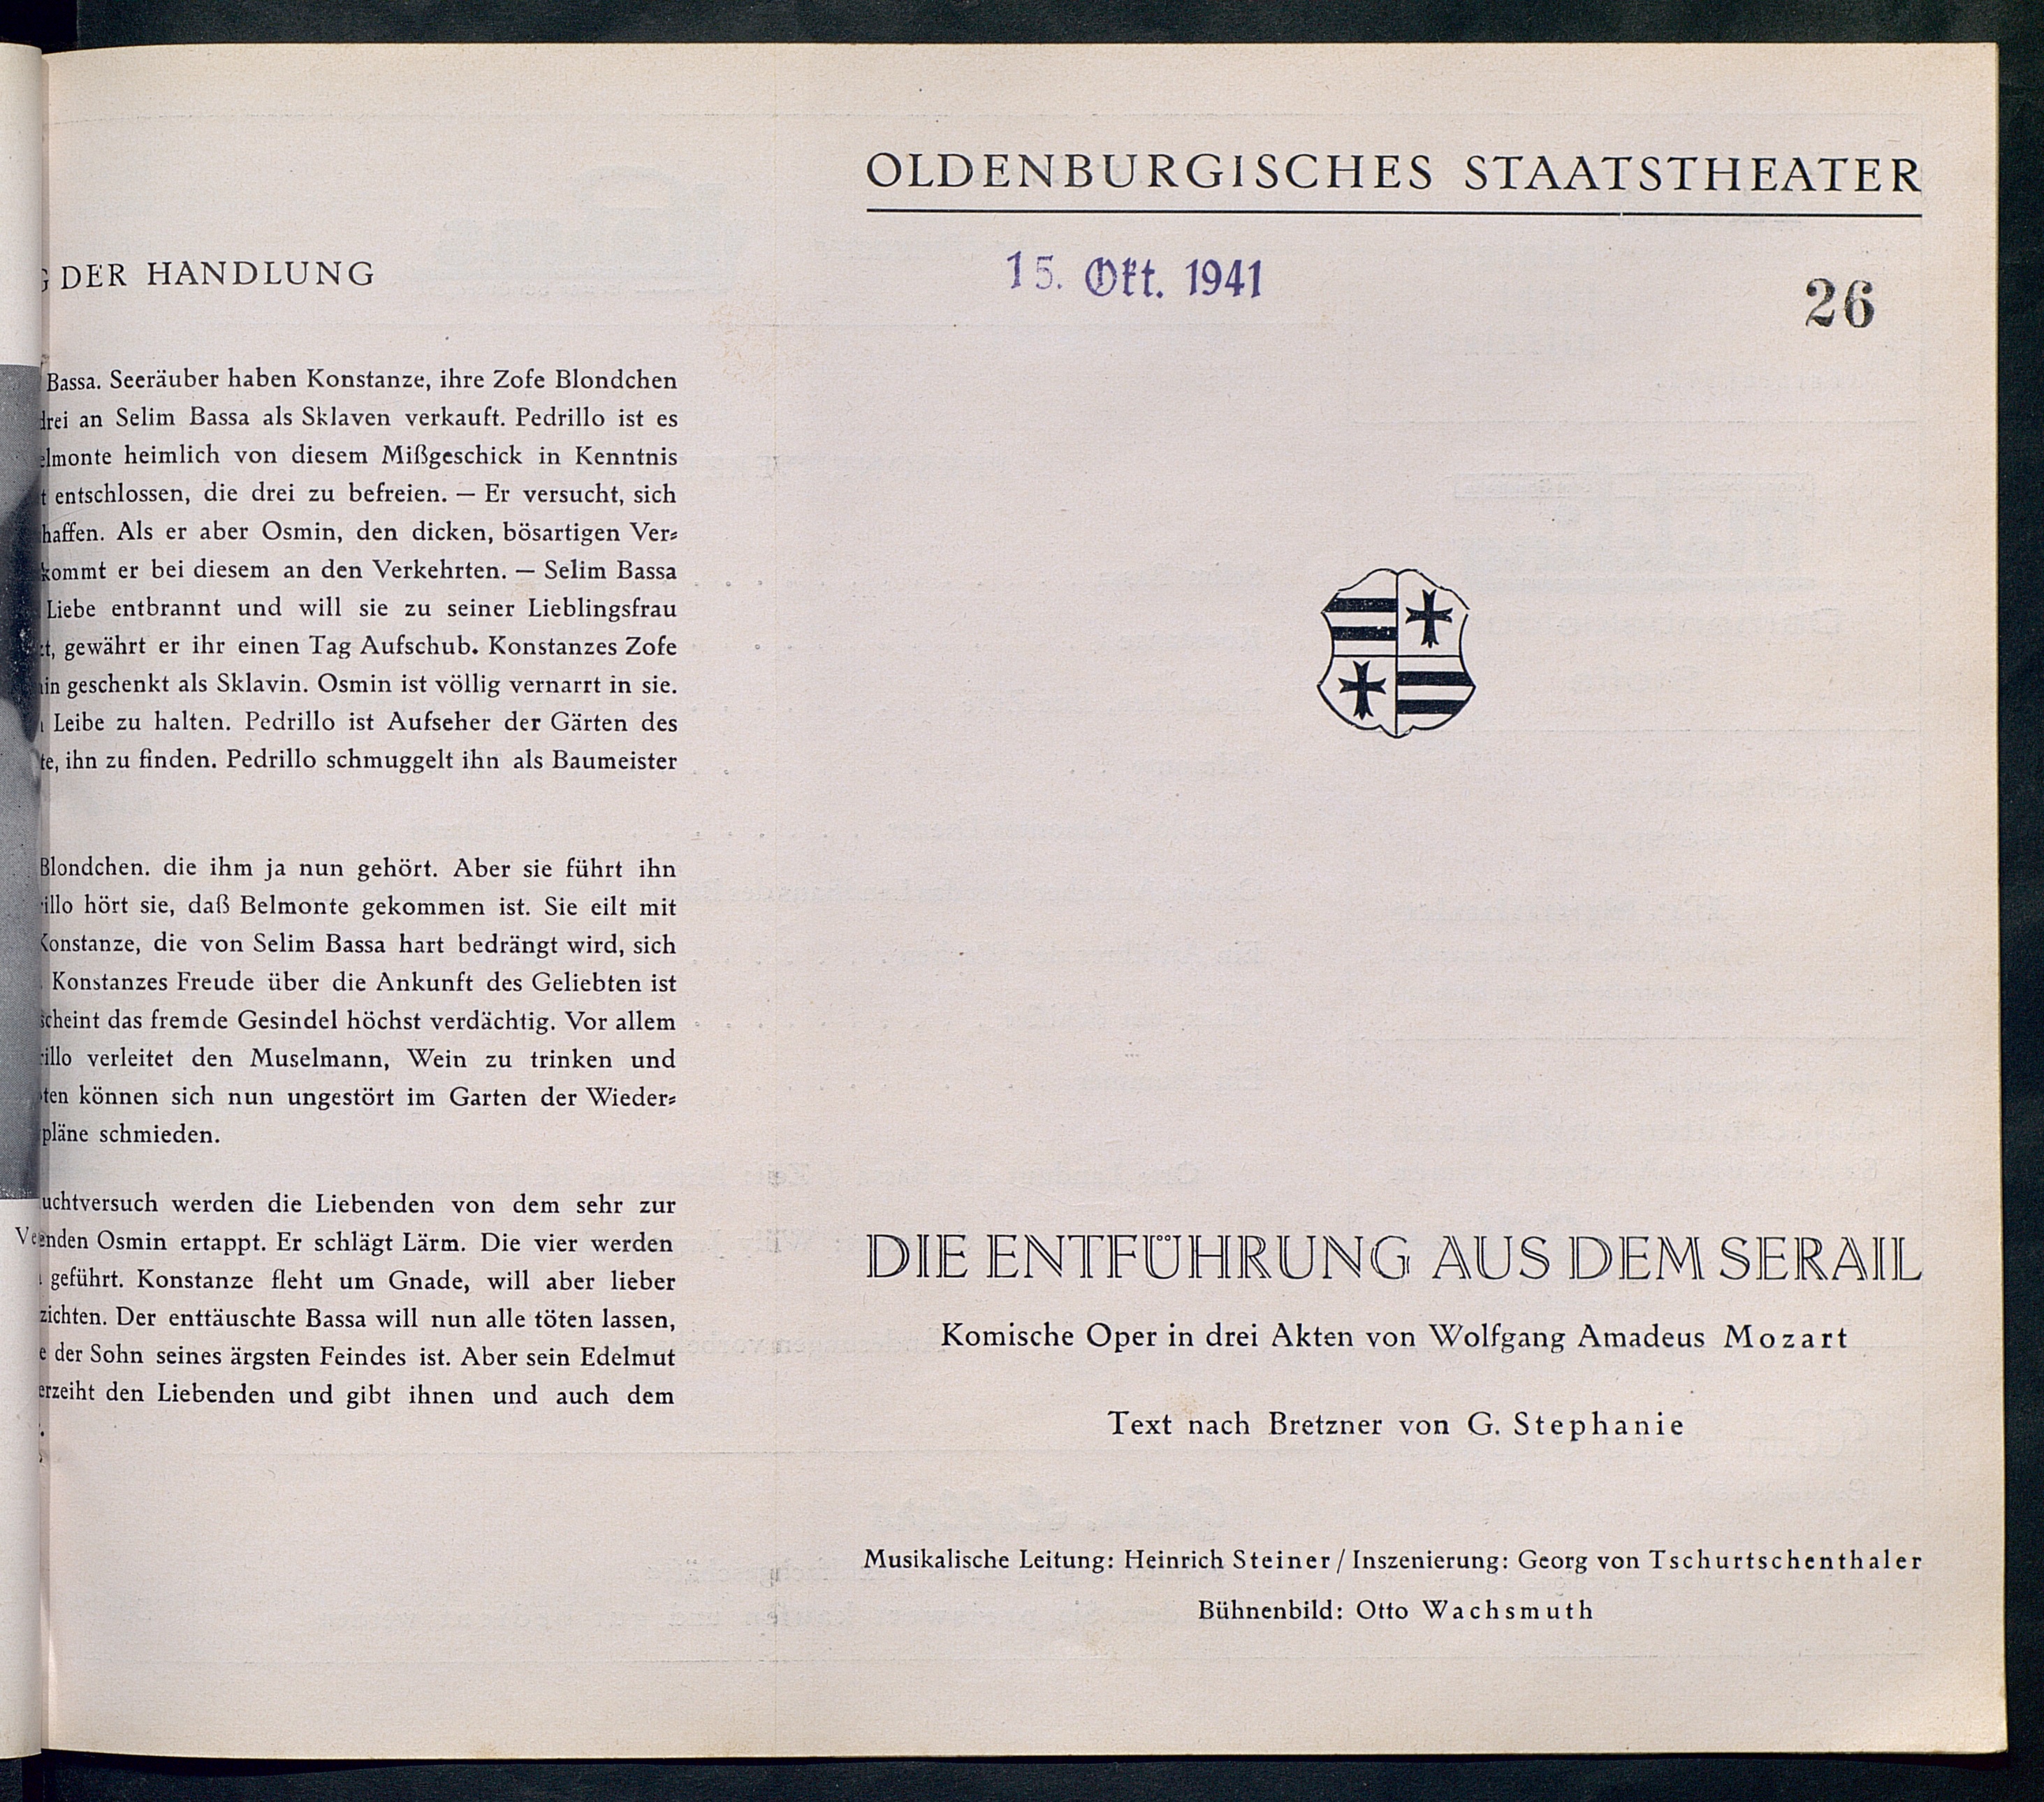 DER HANDLUNG
Bassa. Seeräuber haben Konstanze, ihre Zofe Blondchen
drei an Selim Bassa als Sklaven verkauft. Pedrillo ist es
elmonte heimlich von diesem Mißgeschick in Kenntnis
t entschlossen, die drei zu befreien. — Er versucht, sich
haffen. Als er aber Osmin, den dicken, bösartigen Ver⸗
kommt er bei diesem an den Verkehrten. — Selim Bassa
Liebe entbrannt und will sie zu seiner Lieblingsfrau
t, gewährt er ihr einen Tag Aufschub. Konstanzes Zofe
in geschenkt als Sklavin. Osmin ist völlig vernarrt in sie.
Leibe zu halten. Pedrillo ist Aufseher der Gärten des
te, ihn zu finden. Pedrillo schmuggelt ihn als Baumeister
Blondchen. die ihm ja nun gehört. Aber sie führt ihn
illo hört sie, daß Belmonte gekommen ist. Sie eilt mit
Konstanze, die von Selim Bassa hart bedrängt wird, sich
Konstanzes Freude über die Ankunft des Geliebten ist
scheint das fremde Gesindel höchst verdächtig. Vor allem
rillo verleitet den Muselmann, Wein zu trinken und
ten können sich nun ungestört im Garten der Wieder⸗
pläne schmieden.
uchtversuch werden die Liebenden von dem sehr zur
enden Osmin ertappt. Er schlägt Lärm. Die vier werden
geführt. Konstanze fleht um Gnade, will aber lieber
zichten. Der enttäuschte Bassa will nun alle töten lassen,
e der Sohn seines ärgsten Feindes ist. Aber sein Edelmut
erzeiht den Liebenden und gibt ihnen und auch dem
OLDENBURGISCHES STAATSTHEATER
15. Okt. 1941
26
DIE ENTFÜHRUNG AUS DEM SERAIL
Komische Oper in drei Akten von Wolfgang Amadeus Mozart
Text nach Bretzner von G. Stephanie
Musikalische Leitung: Heinrich Steiner / Inszenierung: Georg von Tschurtschenthaler
Bühnenbild: Otto Wachsmuth